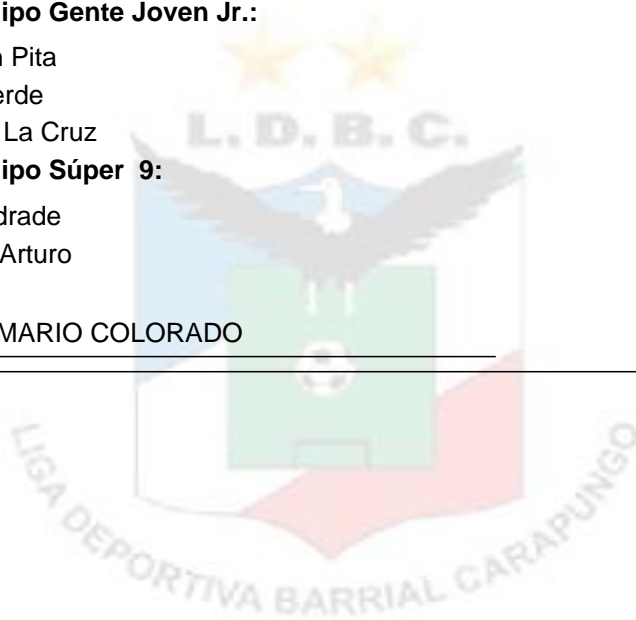 ipo Gente Joven Jr.:
Pita
erde
La Cruz
ipo Súper 9:
drade
Arturo
MARIO COLORADO
L. D. B. C.
LIGA DEPORTIVA BARRIAL CARAPUNGO